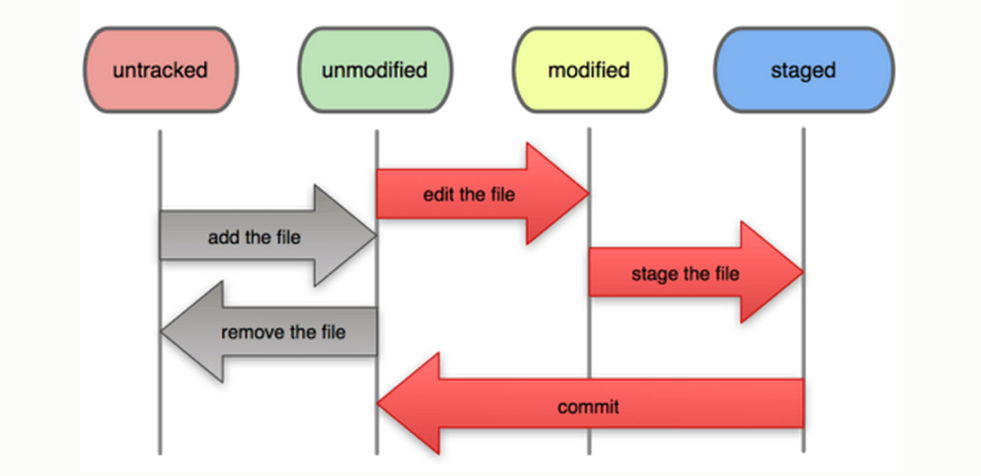 untracked
unmodified
modified
staged
edit the file
add the file
stage the file
remove the file
commit